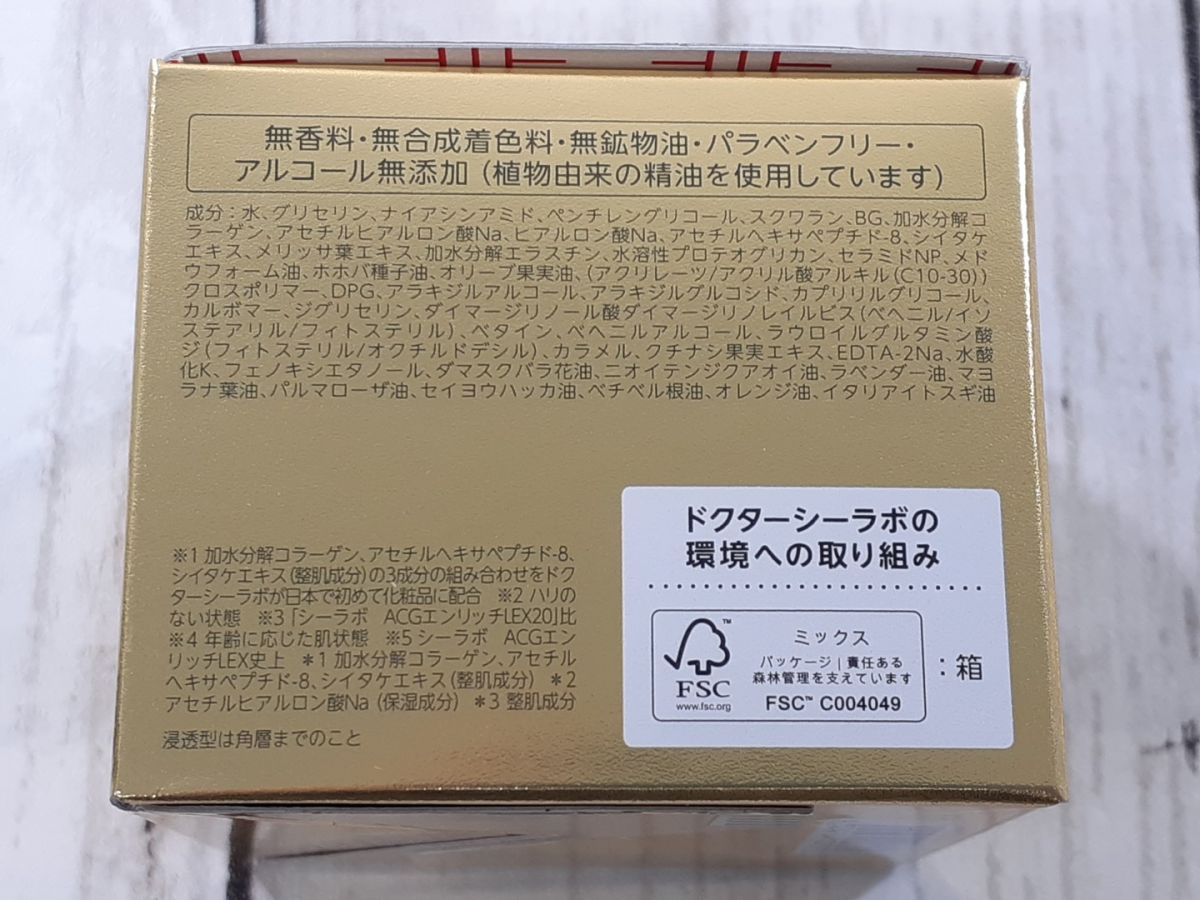 無香料・無合成着色料・無鉱物油・パラベンフリー・
アルコール無添加（植物由来の精油を使用しています）
成分：水、グリセリン、ナイアシンアミド、ペンチレングリコール、スクワラン、BG、加水分解コ
ラーゲン、アセチルヒアルロン酸Na、ヒアルロン酸Na、アセチルヘキサペプチド-8、シイタケ
エキス、メリッサ葉エキス、加水分解エラスチン、水溶性プロテオグリカン、セラミドNP、メド
ウフォーム油、ホホバ種子油、オリーブ果実油、（アクリレーツ/アクリル酸アルキル（C10-30））
クロスポリマー、DPG、アラキジルアルコール、アラキジルグルコシド、カプリリルグリコール、
カルボマー、ジグリセリン、ダイマージリノール酸ダイマージリノレイルビス（ベヘニル/イソ
ステアリル/フィトステリル）、ベタイン、ベヘニルアルコール、ラウロイルグルタミン酸
ジ（フィトステリル/オクチルドデシル）、カラメル、クチナシ果実エキス、EDTA-2Na、水酸
化K、フェノキシエタノール、ダマスクバラ花油、ニオイテンジクアオイ油、ラベンダー油、マヨ
ラナ葉油、パルマローザ油、セイヨウハッカ油、ベチベル根油、オレンジ油、イタリアイトスギ油
※1 加水分解コラーゲン、アセチルヘキサペプチド-8、
シイタケエキス（整肌成分）の3成分の組み合わせをドク
ターシーラボが日本で初めて化粧品に配合 ※2 ハリの
ない状態 ※3「シーラボ ACGエンリッチLEX20」比
※4 年齢に応じた肌状態 ※5 シーラボ ACGエン
リッチLEX史上 ＊1 加水分解コラーゲン、アセチル
ヘキサペプチド-8、シイタケエキス（整肌成分）＊2
アセチルヒアルロン酸Na（保湿成分）＊3 整肌成分
浸透型は角層までのこと
ドクターシーラボの
環境への取り組み
FSC
www.fsc.org
ミックス
パッケージ｜責任ある
森林管理を支えています
FSC™ C004049
：箱